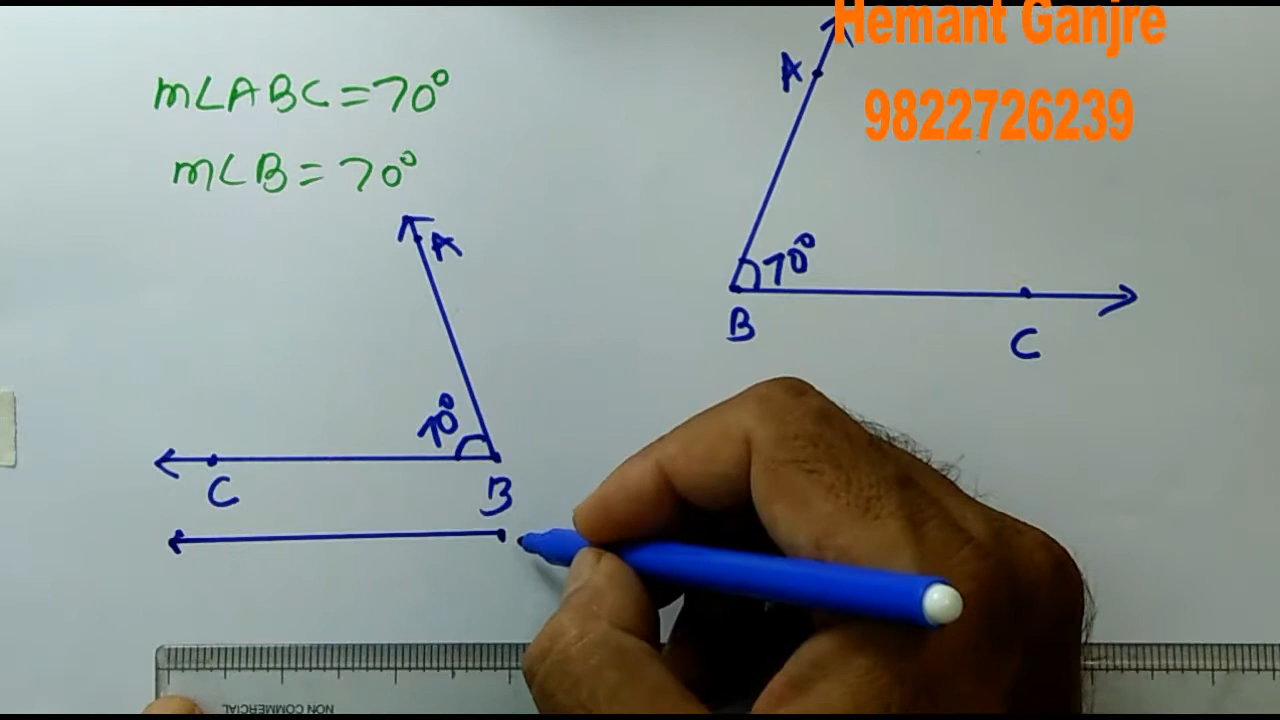 Hemant Ganjre
9822726239
m∠ABC = 70°
m∠B = 70°
A
70°
B
C
A
70°
C
B
NON COMMERCIAL